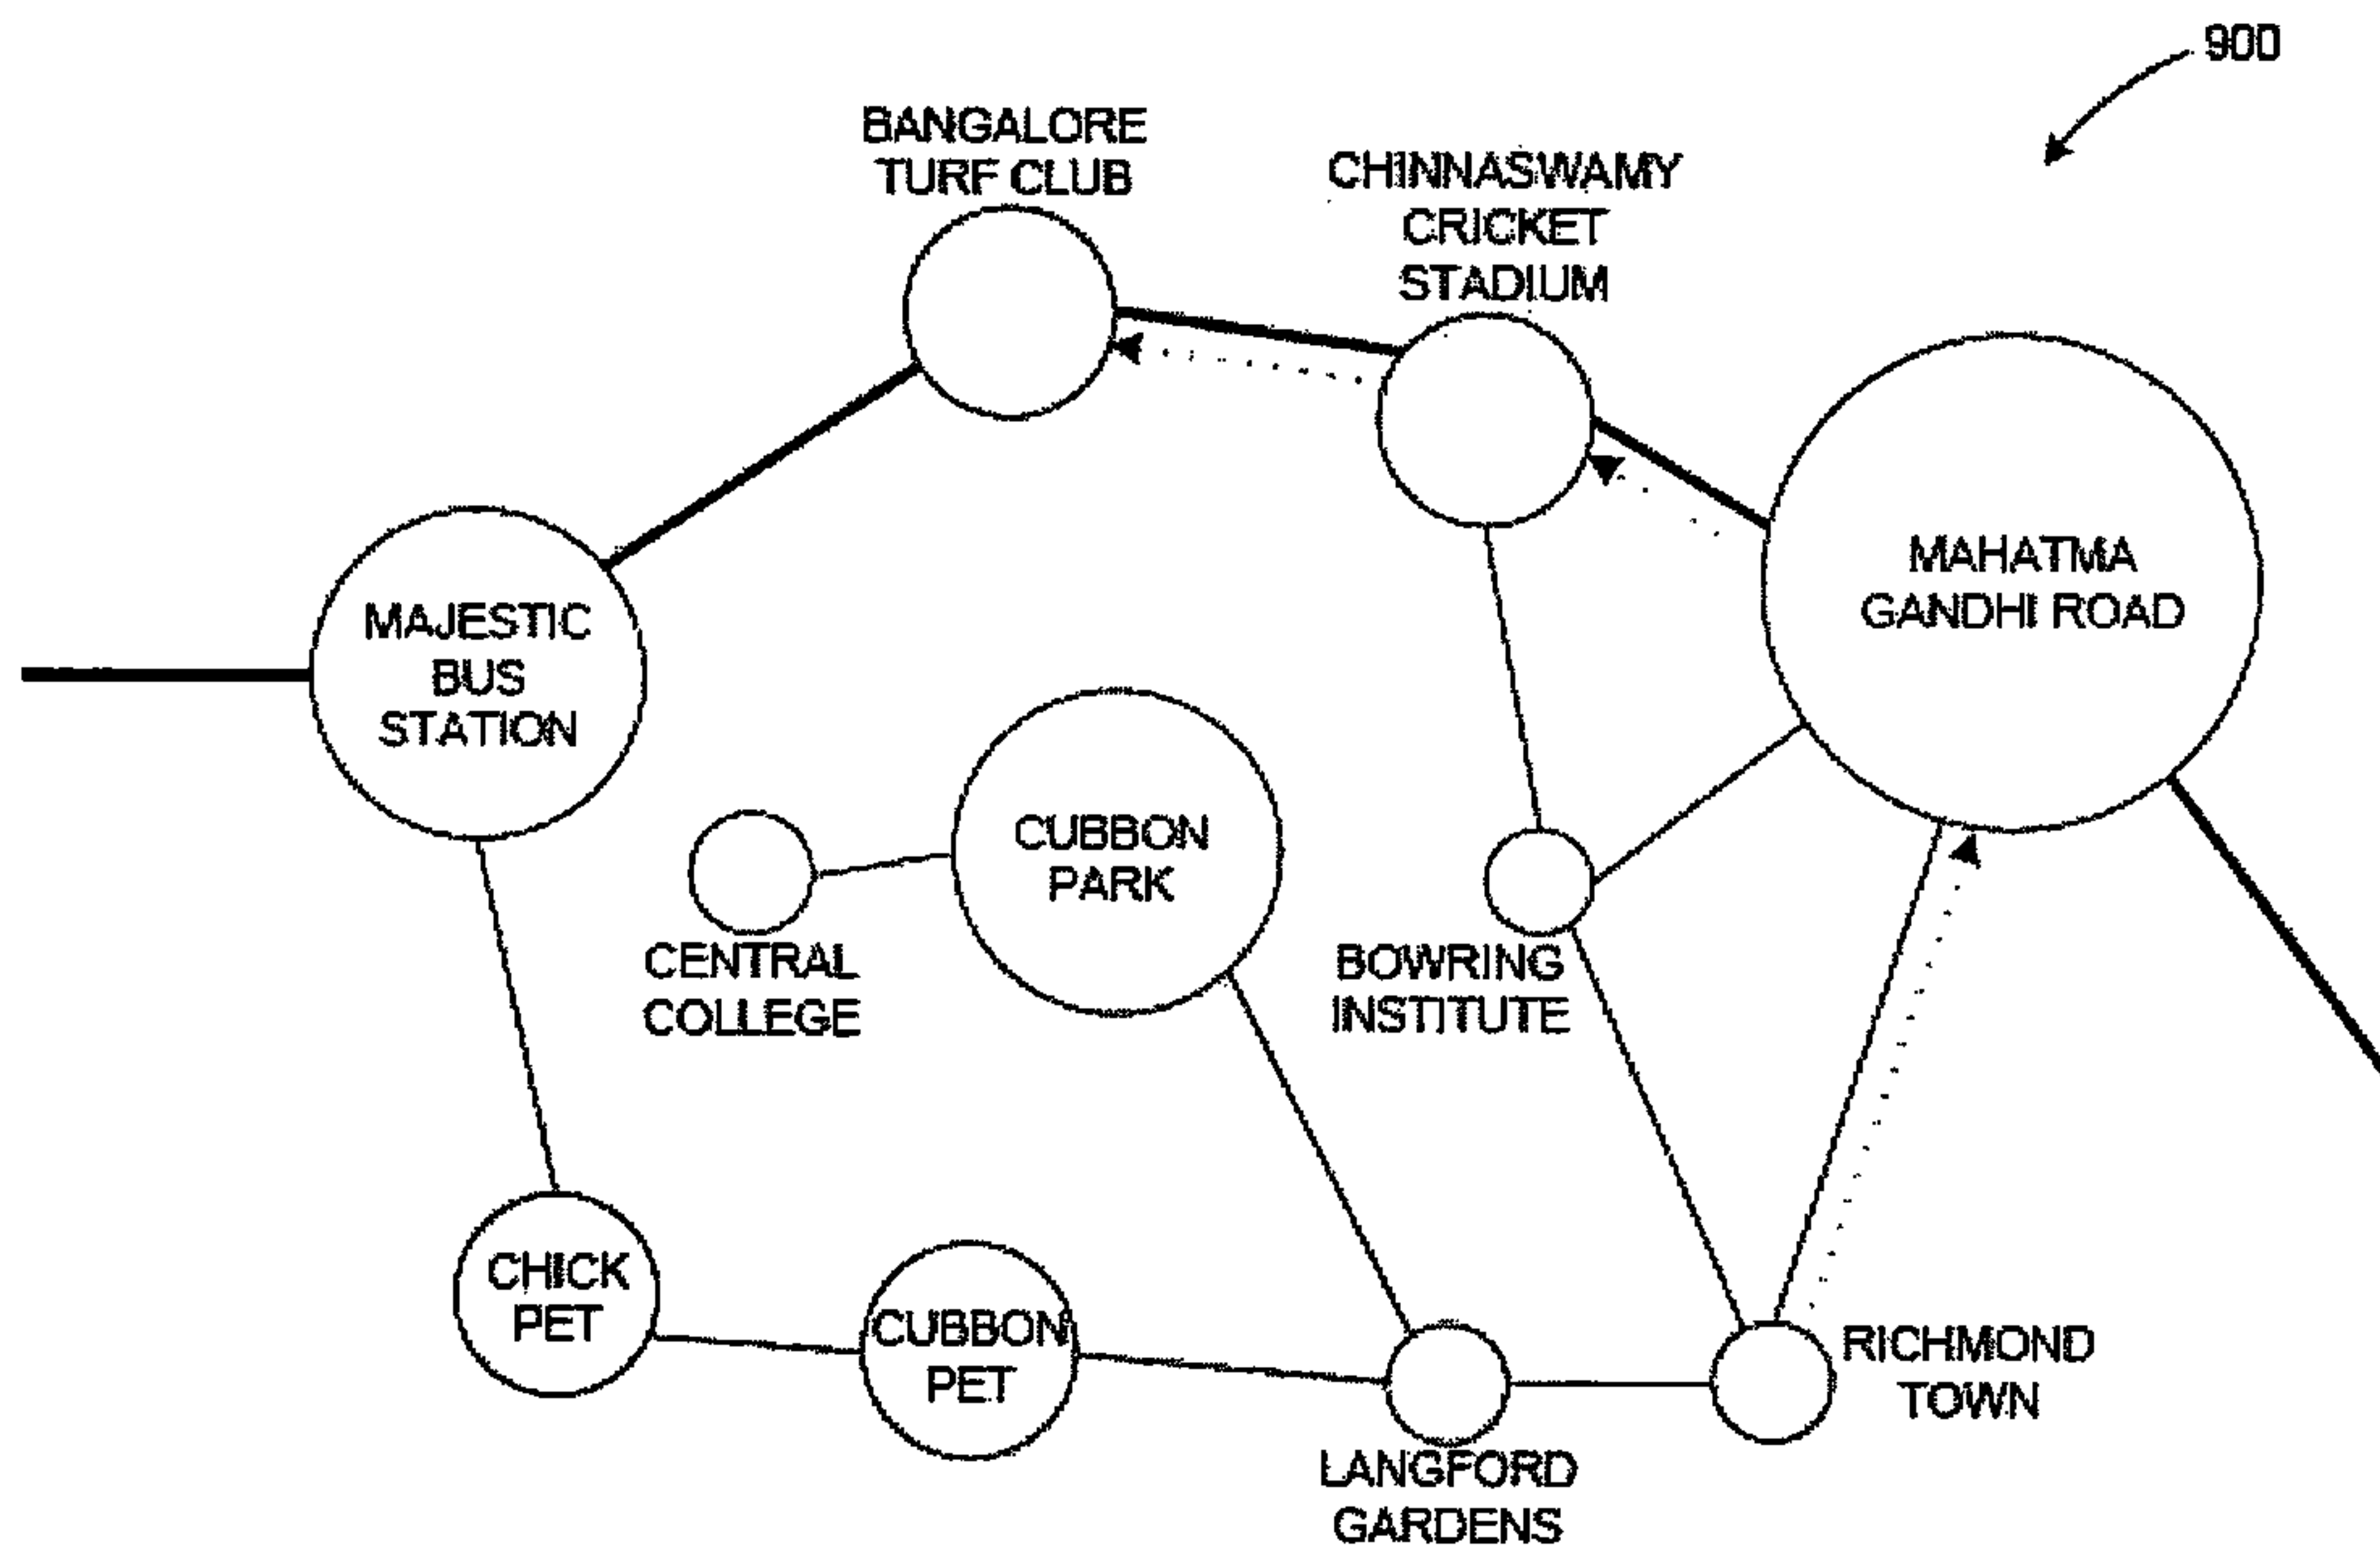 900
BANGALORE
TURF CLUB
CHINNASWAMY
CRICKET
STADIUM
MAHATMA
GANDHI ROAD
MAJESTIC
BUS
STATION
CUBBON
PARK
CENTRAL
COLLEGE
BOWRING
INSTITUTE
CHICK
PET
CUBBON
PET
RICHMOND
TOWN
LANGFORD
GARDENS